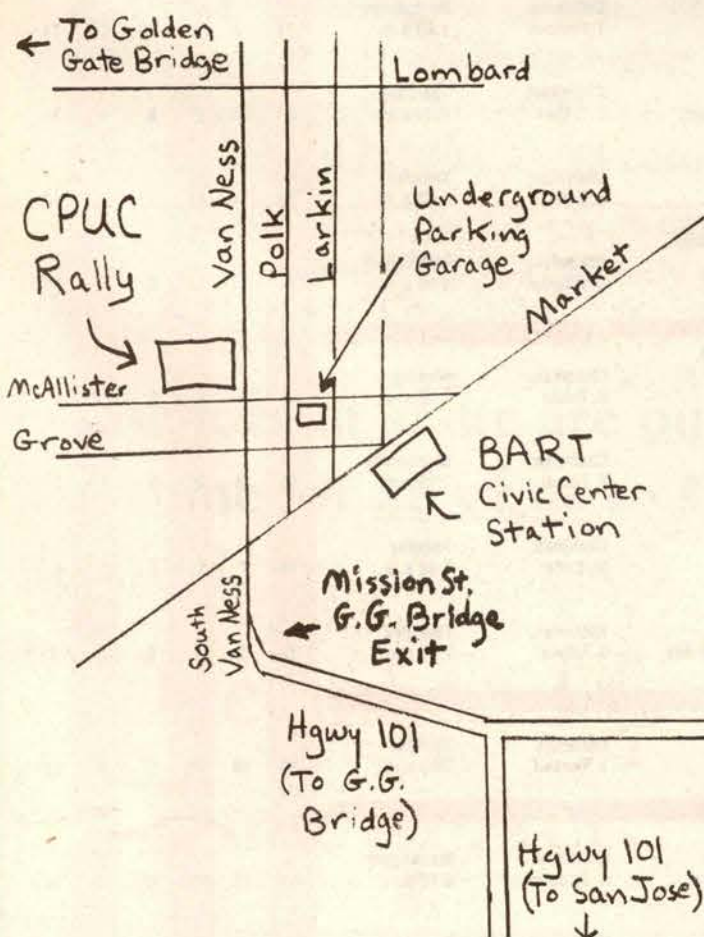 ← To Golden
Gate Bridge
Lombard
Van Ness
Polk
Larkin
Underground
Parking
Garage
Market
CPUC
Rally
McAllister
Grove
BART
Civic Center
Station
South
Van Ness
Mission St.
G.G. Bridge
Exit
Hgwy 101
(To G.G.
Bridge)
Hgwy 101
(To San Jose)